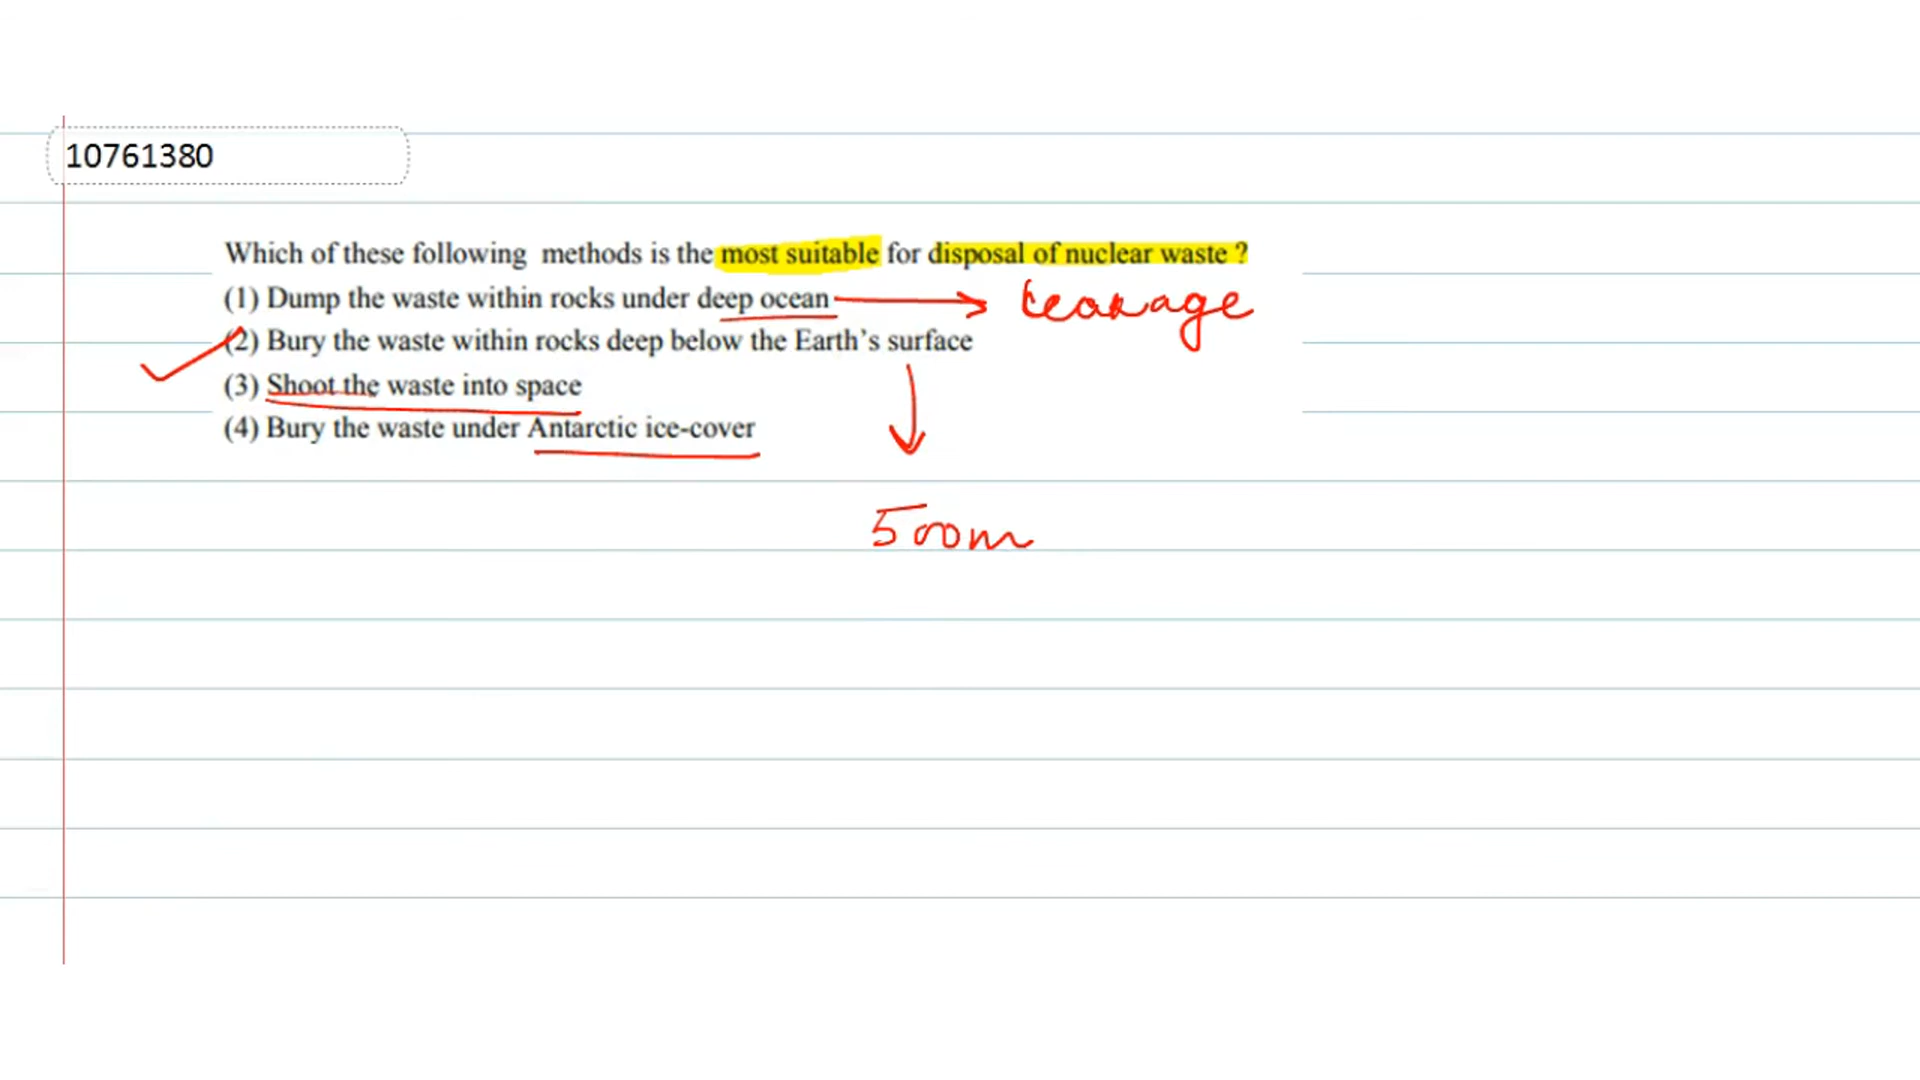 10761380
Which of these following methods is the most suitable for disposal of nuclear waste ?
(1) Dump the waste within rocks under deep ocean → leakage
(2) Bury the waste within rocks deep below the Earth's surface
(3) Shoot the waste into space
(4) Bury the waste under Antarctic ice-cover
500m